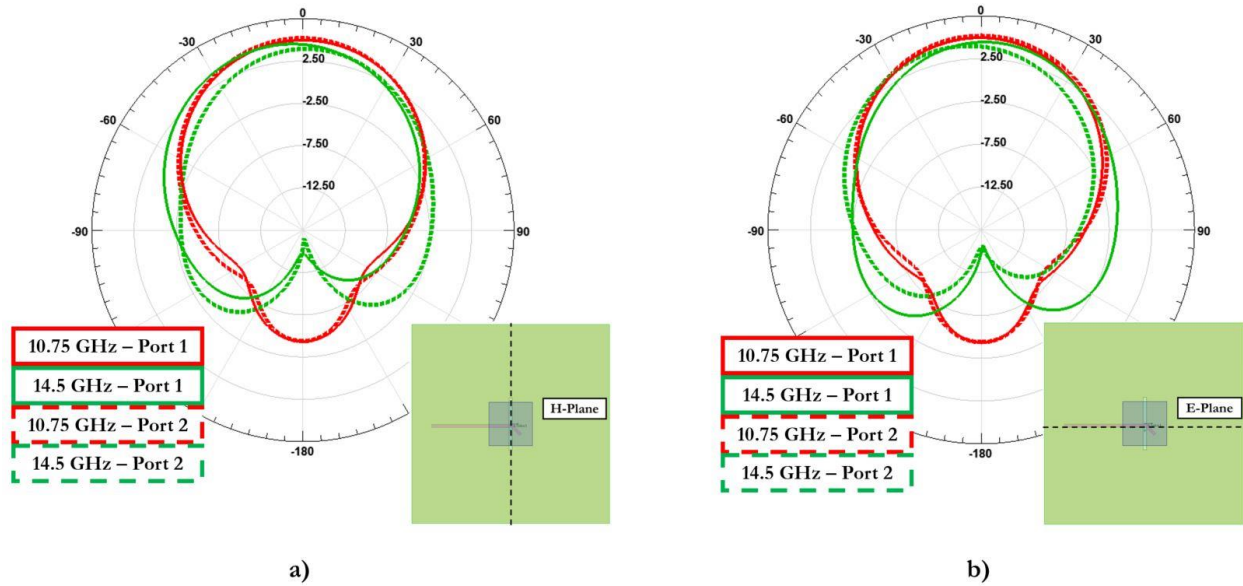 0
-30
30
2.50
-2.50
-60
60
-7.50
-12.50
-90
90
10.75 GHz – Port 1
14.5 GHz – Port 1
10.75 GHz – Port 2
14.5 GHz – Port 2
H-Plane
-180
a)
0
-30
30
2.50
-2.50
-60
60
-7.50
-12.50
-90
90
10.75 GHz – Port 1
14.5 GHz – Port 1
10.75 GHz – Port 2
14.5 GHz – Port 2
E-Plane
-180
b)